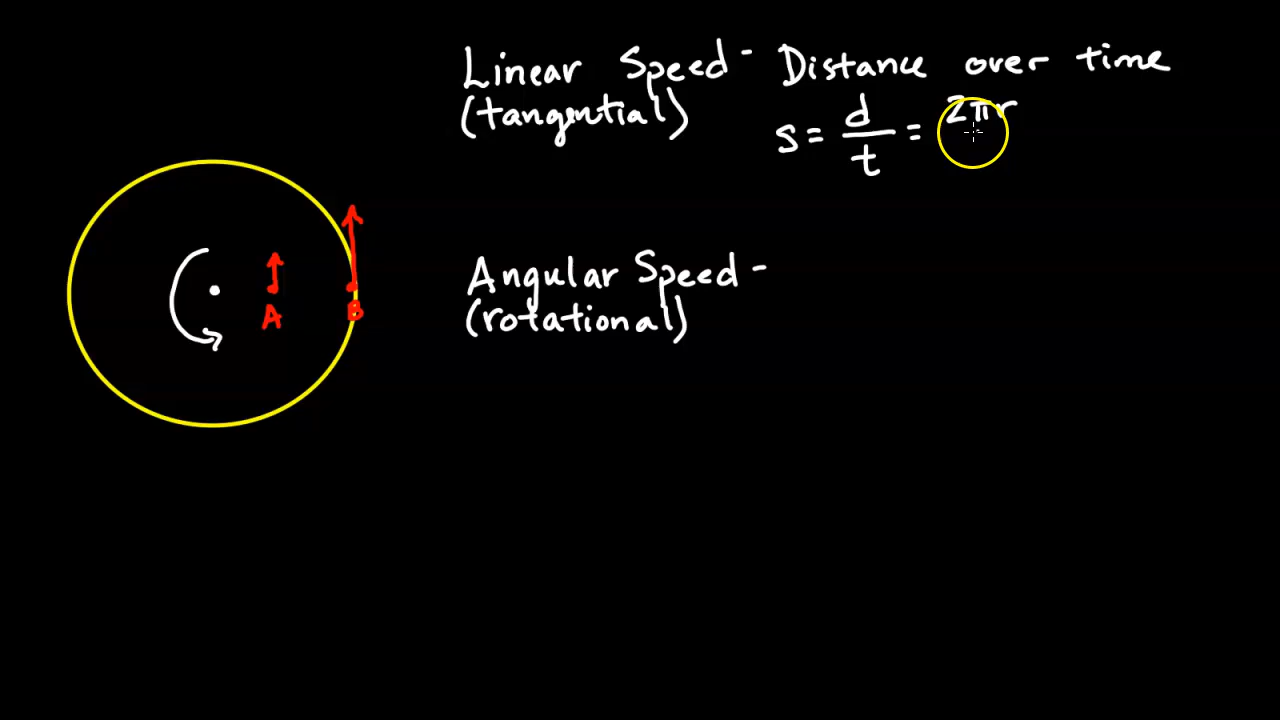 Linear Speed - Distance over time
(tangential)
s = d/t = 2πr
Angular Speed -
(rotational)
A
B